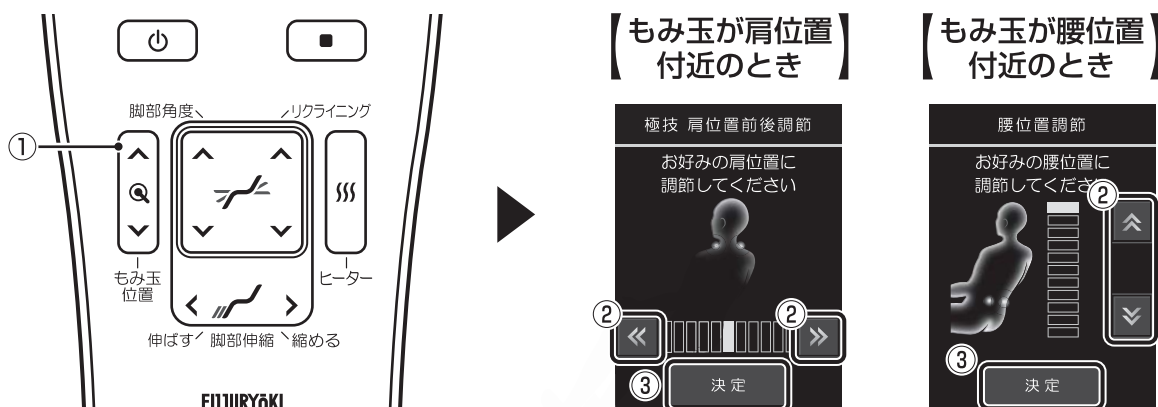 脚部角度
リクライニング
①
もみ玉
位置
ヒーター
伸ばす
脚部伸縮
縮める
FUJIIRYŌKI
もみ玉が肩位置
付近のとき
極技 肩位置前後調節
お好みの肩位置に
調節してください
②
②
③
決定
もみ玉が腰位置
付近のとき
腰位置調節
お好みの腰位置に
調節してください
②
③
決定